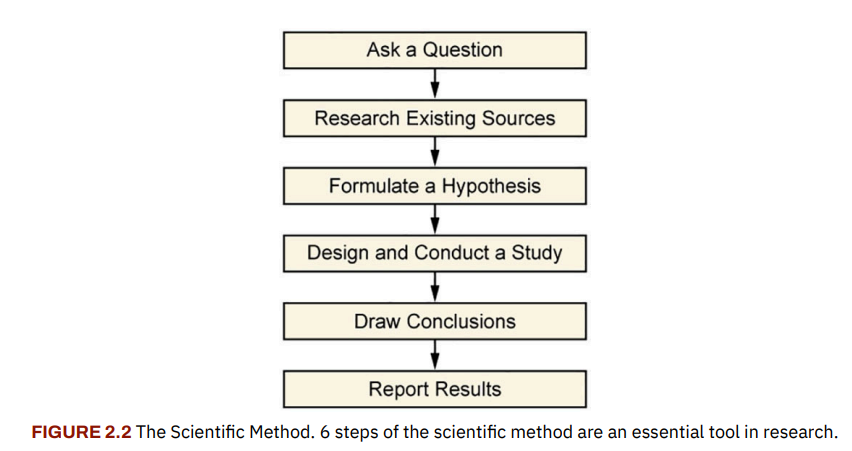 Ask a Question
Research Existing Sources
Formulate a Hypothesis
Design and Conduct a Study
Draw Conclusions
Report Results
FIGURE 2.2 The Scientific Method. 6 steps of the scientific method are an essential tool in research.